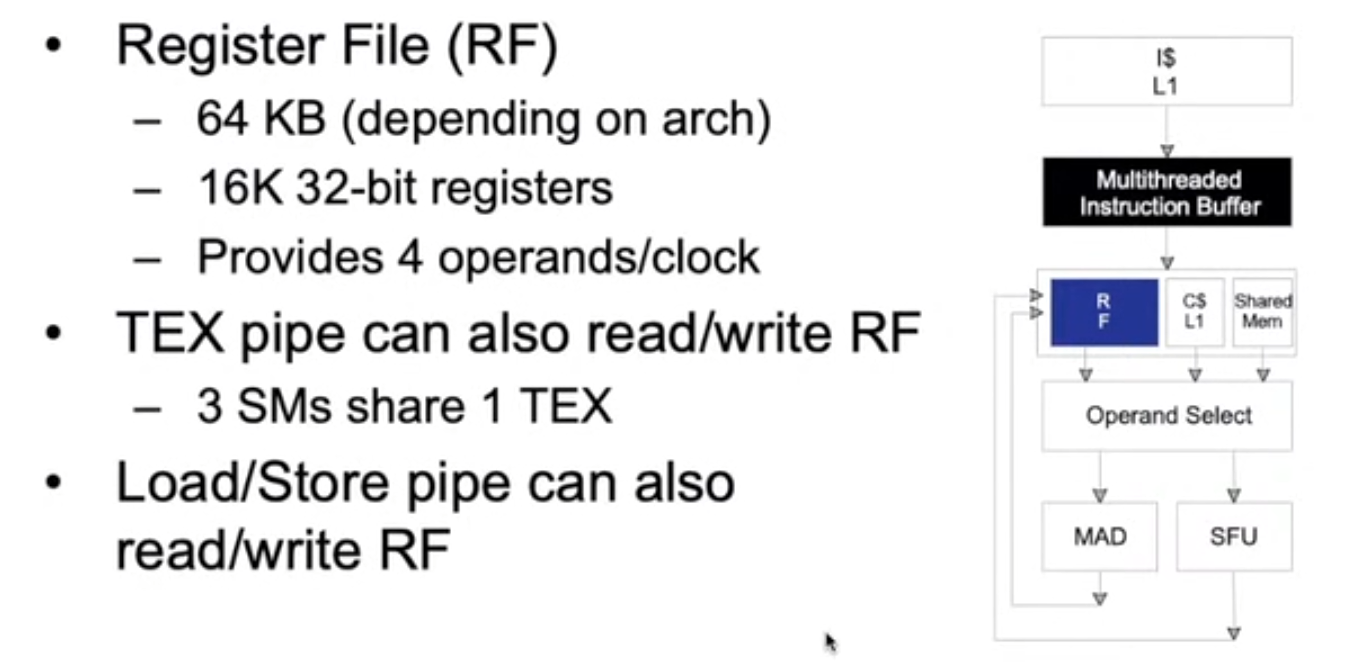 • Register File (RF)
– 64 KB (depending on arch)
– 16K 32-bit registers
– Provides 4 operands/clock
• TEX pipe can also read/write RF
– 3 SMs share 1 TEX
• Load/Store pipe can also
read/write RF
I$
L1
Multithreaded
Instruction Buffer
R
F
C$
L1
Shared
Mem
Operand Select
MAD
SFU